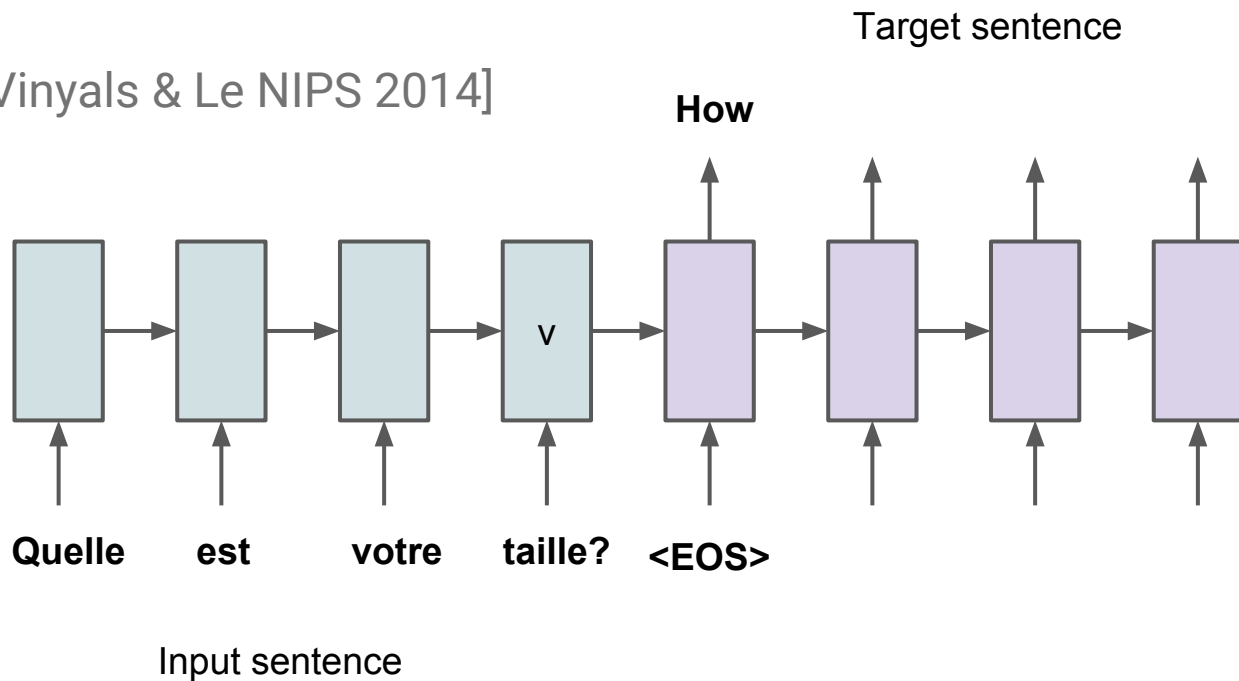 Target sentence
Vinyals & Le NIPS 2014]
How
v
Quelle est votre taille? <EOS>
Input sentence